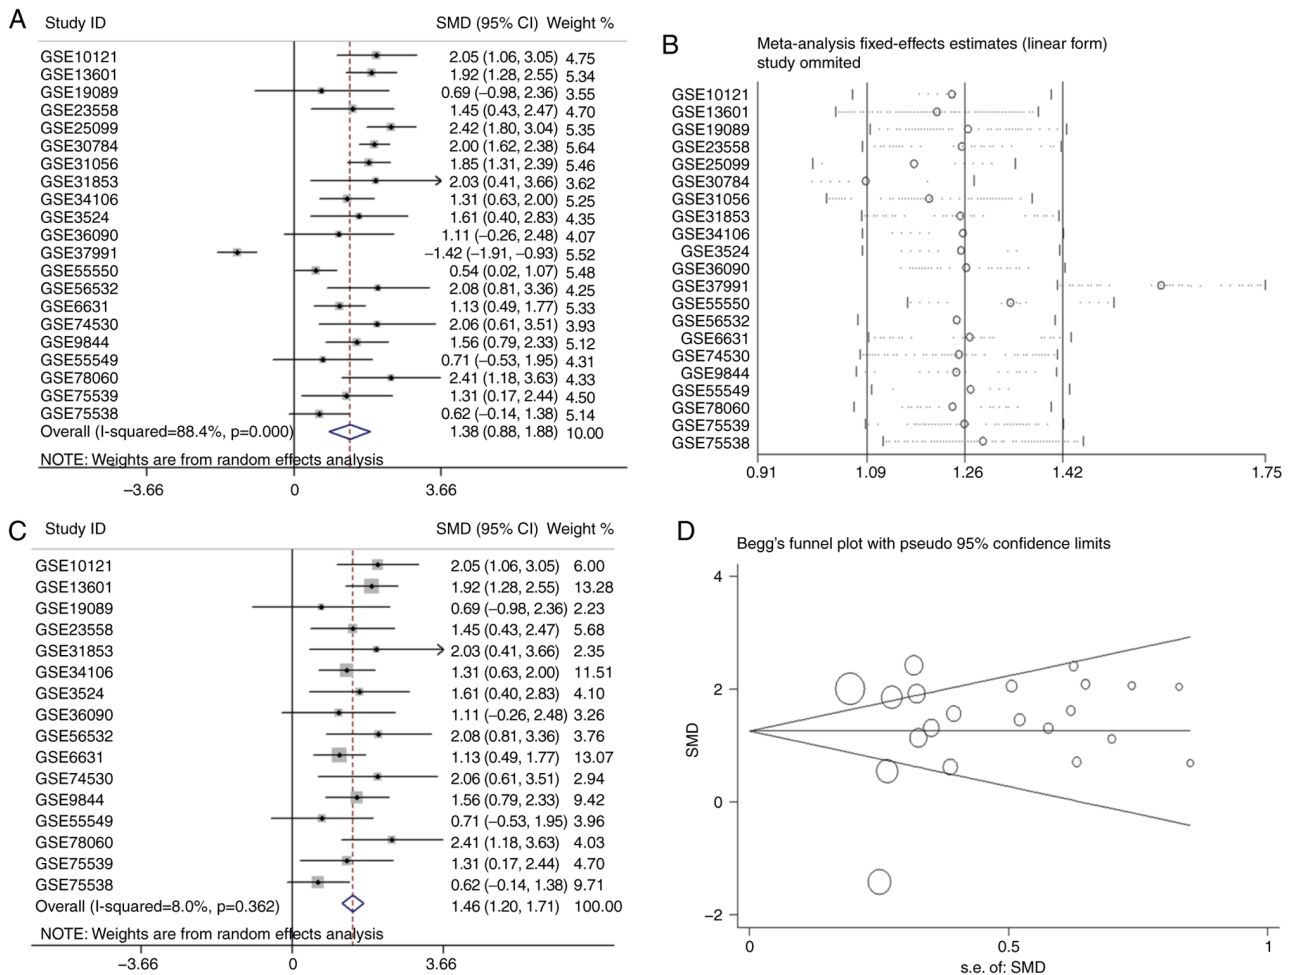 A
Study ID SMD (95% CI) Weight %
GSE10121 2.05 (1.06, 3.05) 4.75
GSE13601 1.92 (1.28, 2.55) 5.34
GSE19089 0.69 (−0.98, 2.36) 3.55
GSE23558 1.45 (0.43, 2.47) 4.70
GSE25099 2.42 (1.80, 3.04) 5.35
GSE30784 2.00 (1.62, 2.38) 5.64
GSE31056 1.85 (1.31, 2.39) 5.46
GSE31853 2.03 (0.41, 3.66) 3.62
GSE34106 1.31 (0.63, 2.00) 5.25
GSE3524 1.61 (0.40, 2.83) 4.35
GSE36090 1.11 (−0.26, 2.48) 4.07
GSE37991 −1.42 (−1.91, −0.93) 5.52
GSE55550 0.54 (0.02, 1.07) 5.48
GSE56532 2.08 (0.81, 3.36) 4.25
GSE6631 1.13 (0.49, 1.77) 5.33
GSE74530 2.06 (0.61, 3.51) 3.93
GSE9844 1.56 (0.79, 2.33) 5.12
GSE55549 0.71 (−0.53, 1.95) 4.31
GSE78060 2.41 (1.18, 3.63) 4.33
GSE75539 1.31 (0.17, 2.44) 4.50
GSE75538 0.62 (−0.14, 1.38) 5.14
Overall (I-squared=88.4%, p=0.000) 1.38 (0.88, 1.88) 10.00
NOTE: Weights are from random effects analysis
−3.66 0 3.66
B
Meta-analysis fixed-effects estimates (linear form)
study ommited
GSE10121
GSE13601
GSE19089
GSE23558
GSE25099
GSE30784
GSE31056
GSE31853
GSE34106
GSE3524
GSE36090
GSE37991
GSE55550
GSE56532
GSE6631
GSE74530
GSE9844
GSE55549
GSE78060
GSE75539
GSE75538
0.91 1.09 1.26 1.42 1.75
C
Study ID SMD (95% CI) Weight %
GSE10121 2.05 (1.06, 3.05) 6.00
GSE13601 1.92 (1.28, 2.55) 13.28
GSE19089 0.69 (−0.98, 2.36) 2.23
GSE23558 1.45 (0.43, 2.47) 5.68
GSE31853 2.03 (0.41, 3.66) 2.35
GSE34106 1.31 (0.63, 2.00) 11.51
GSE3524 1.61 (0.40, 2.83) 4.10
GSE36090 1.11 (−0.26, 2.48) 3.26
GSE56532 2.08 (0.81, 3.36) 3.76
GSE6631 1.13 (0.49, 1.77) 13.07
GSE74530 2.06 (0.61, 3.51) 2.94
GSE9844 1.56 (0.79, 2.33) 9.42
GSE55549 0.71 (−0.53, 1.95) 3.96
GSE78060 2.41 (1.18, 3.63) 4.03
GSE75539 1.31 (0.17, 2.44) 4.70
GSE75538 0.62 (−0.14, 1.38) 9.71
Overall (I-squared=8.0%, p=0.362) 1.46 (1.20, 1.71) 100.00
NOTE: Weights are from random effects analysis
−3.66 0 3.66
D
Begg's funnel plot with pseudo 95% confidence limits
4
2
0
−2
SMD
0 0.5 1
s.e. of: SMD